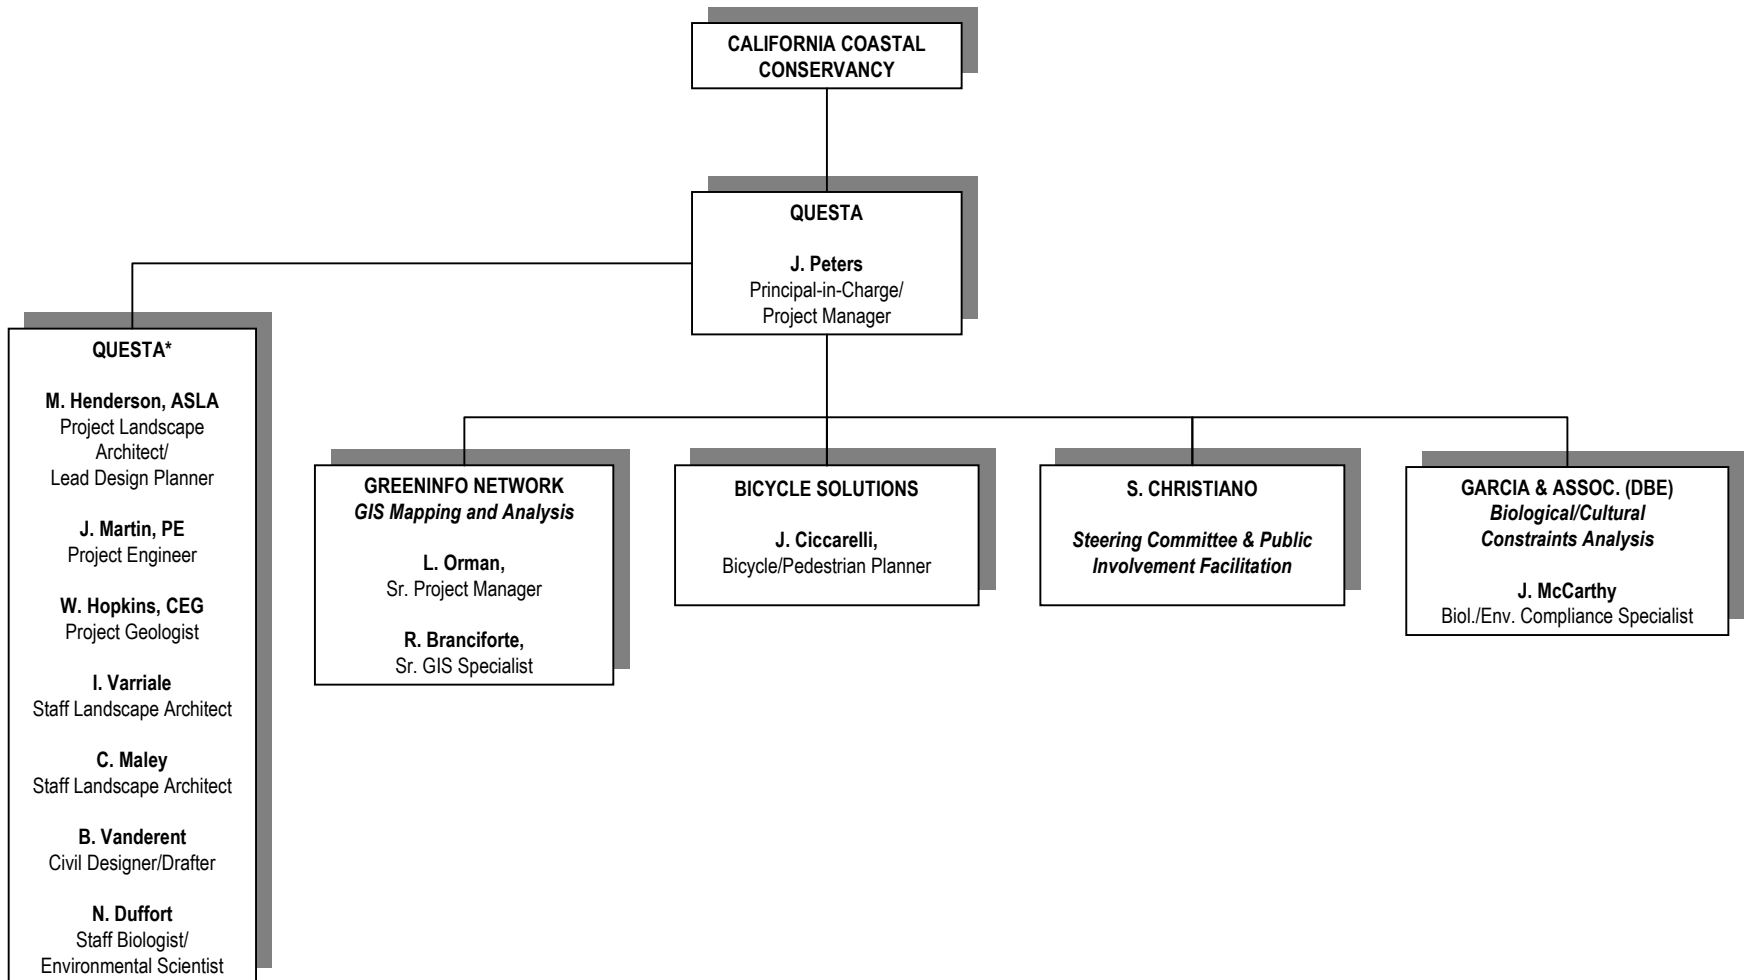 CALIFORNIA COASTAL
CONSERVANCY
QUESTA
J. Peters
Principal-in-Charge/
Project Manager
QUESTA*
M. Henderson, ASLA
Project Landscape
Architect/
Lead Design Planner
J. Martin, PE
Project Engineer
W. Hopkins, CEG
Project Geologist
I. Varriale
Staff Landscape Architect
C. Maley
Staff Landscape Architect
B. Vanderent
Civil Designer/Drafter
N. Duffort
Staff Biologist/
Environmental Scientist
GREENINFO NETWORK
GIS Mapping and Analysis
L. Orman,
Sr. Project Manager
R. Branciforte,
Sr. GIS Specialist
BICYCLE SOLUTIONS
J. Ciccarelli,
Bicycle/Pedestrian Planner
S. CHRISTIANO
Steering Committee & Public
Involvement Facilitation
GARCIA & ASSOC. (DBE)
Biological/Cultural
Constraints Analysis
J. McCarthy
Biol./Env. Compliance Specialist